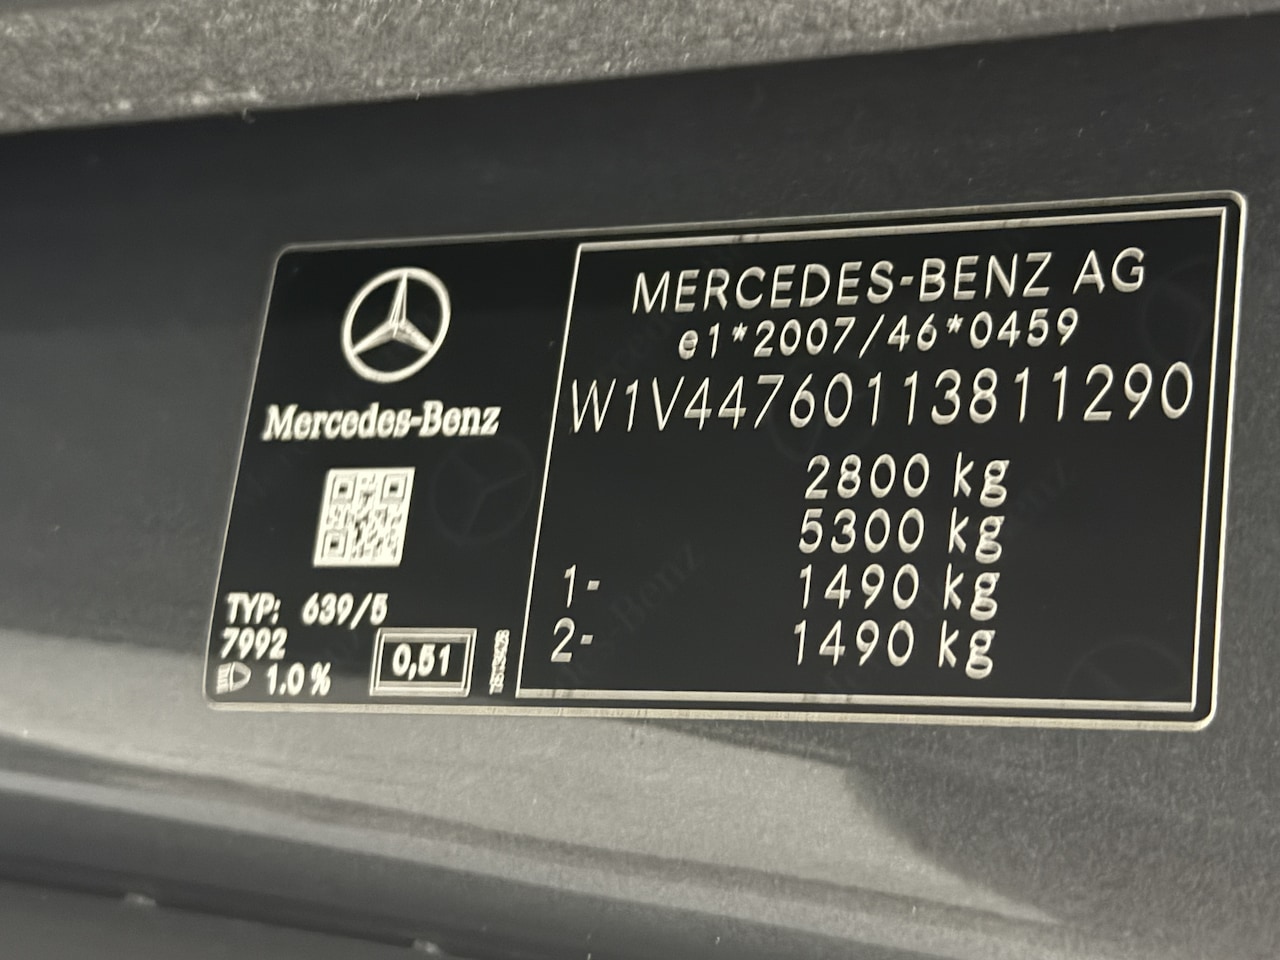 Mercedes-Benz
TYP: 639/5
7992
1.0 %
0,51
MERCEDES-BENZ AG
e1*2007/46*0459
W1V44760113811290
2800 kg
5300 kg
1- 1490 kg
2- 1490 kg